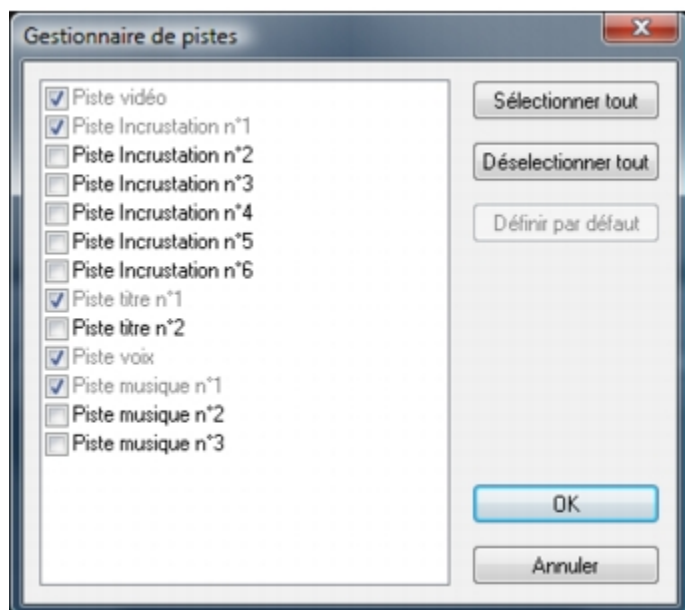 Gestionnaire de pistes
Piste vidéo
Piste Incrustation n°1
Piste Incrustation n°2
Piste Incrustation n°3
Piste Incrustation n°4
Piste Incrustation n°5
Piste Incrustation n°6
Piste titre n°1
Piste titre n°2
Piste voix
Piste musique n°1
Piste musique n°2
Piste musique n°3
Sélectionner tout
Déselectionner tout
Définir par défaut
OK
Annuler